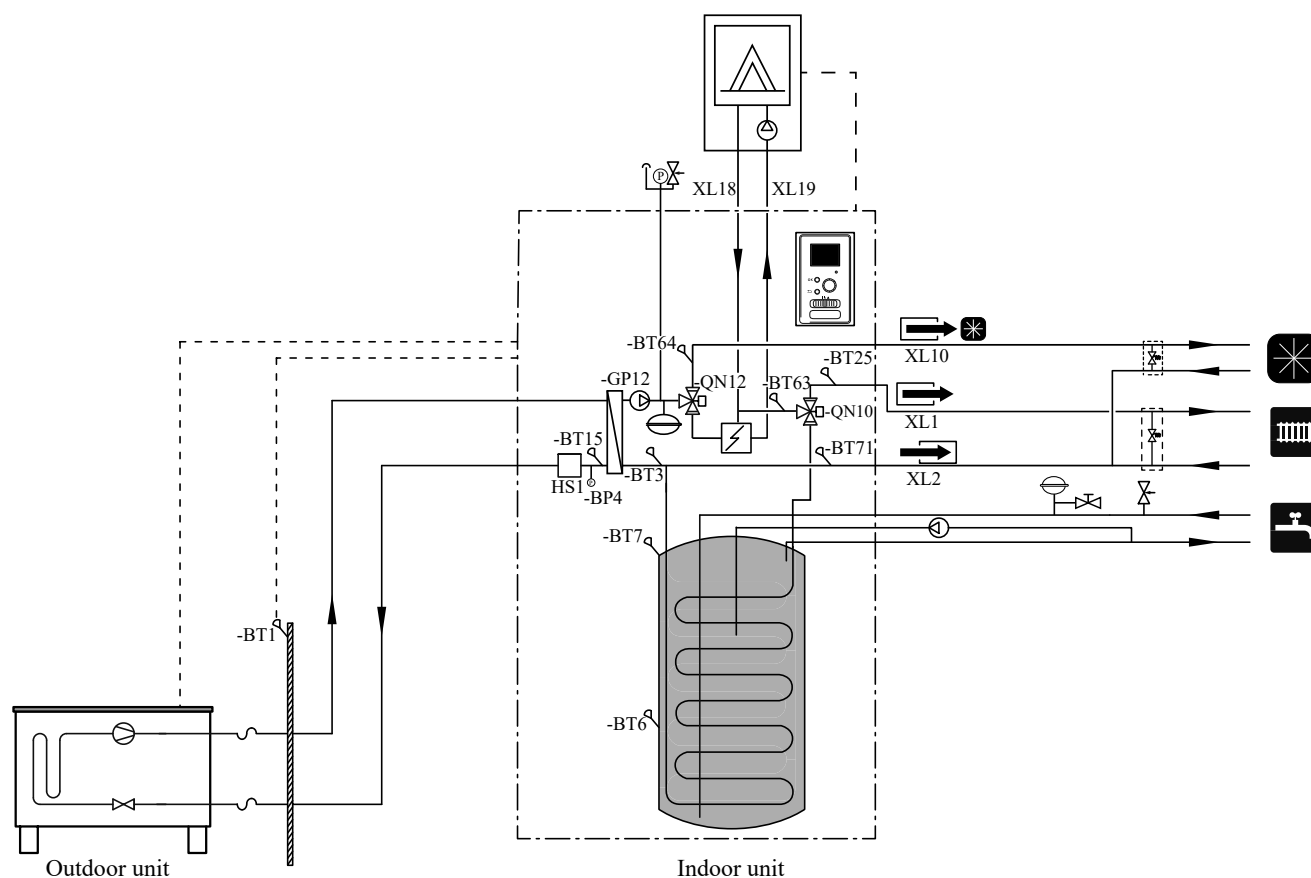 P
XL18
XL19
-BT64
-BT25
XL10
-GP12
-QN12
-BT63
-QN10
XL1
-BT15
-BT3
-BT71
HS1
-BP4
XL2
-BT7
-BT1
-BT6
Outdoor unit
Indoor unit